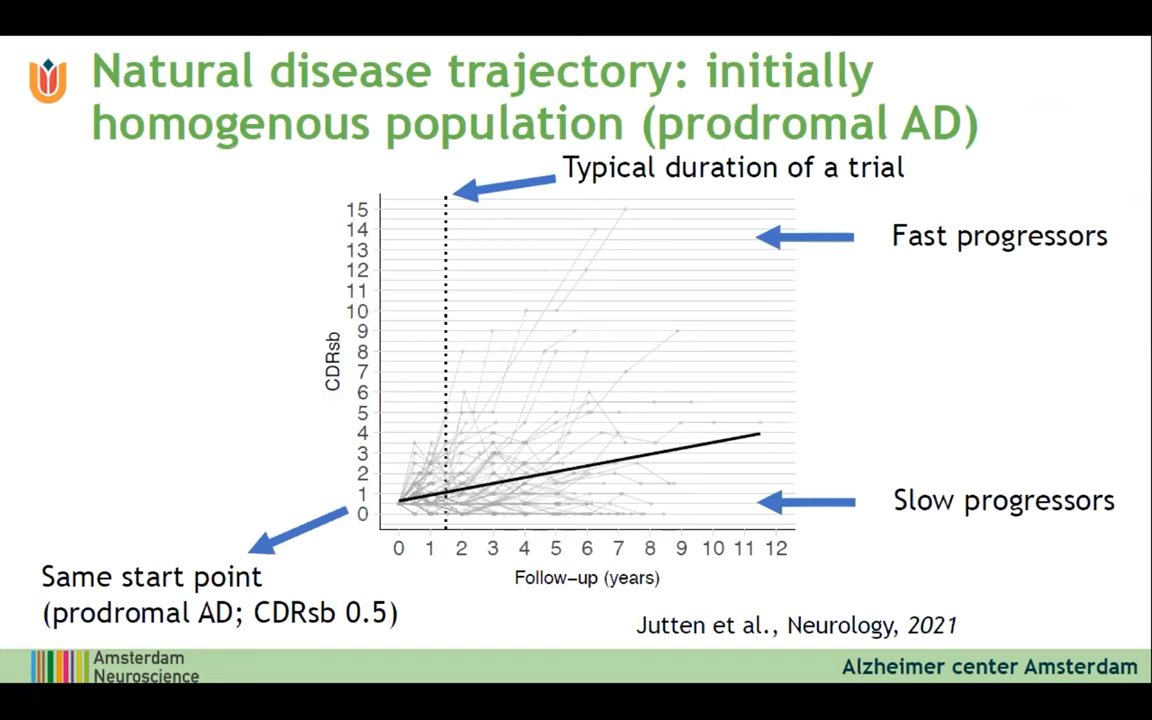 Natural disease trajectory: initially
homogenous population (prodromal AD)
Typical duration of a trial
Fast progressors
Slow progressors
15
14
13
12
11
10
9
8
7
6
5
4
3
2
1
0
CDRsb
0 1 2 3 4 5 6 7 8 9 10 11 12
Follow-up (years)
Same start point
(prodromal AD; CDRsb 0.5)
Jutten et al., Neurology, 2021
Amsterdam
Neuroscience
Alzheimer center Amsterdam